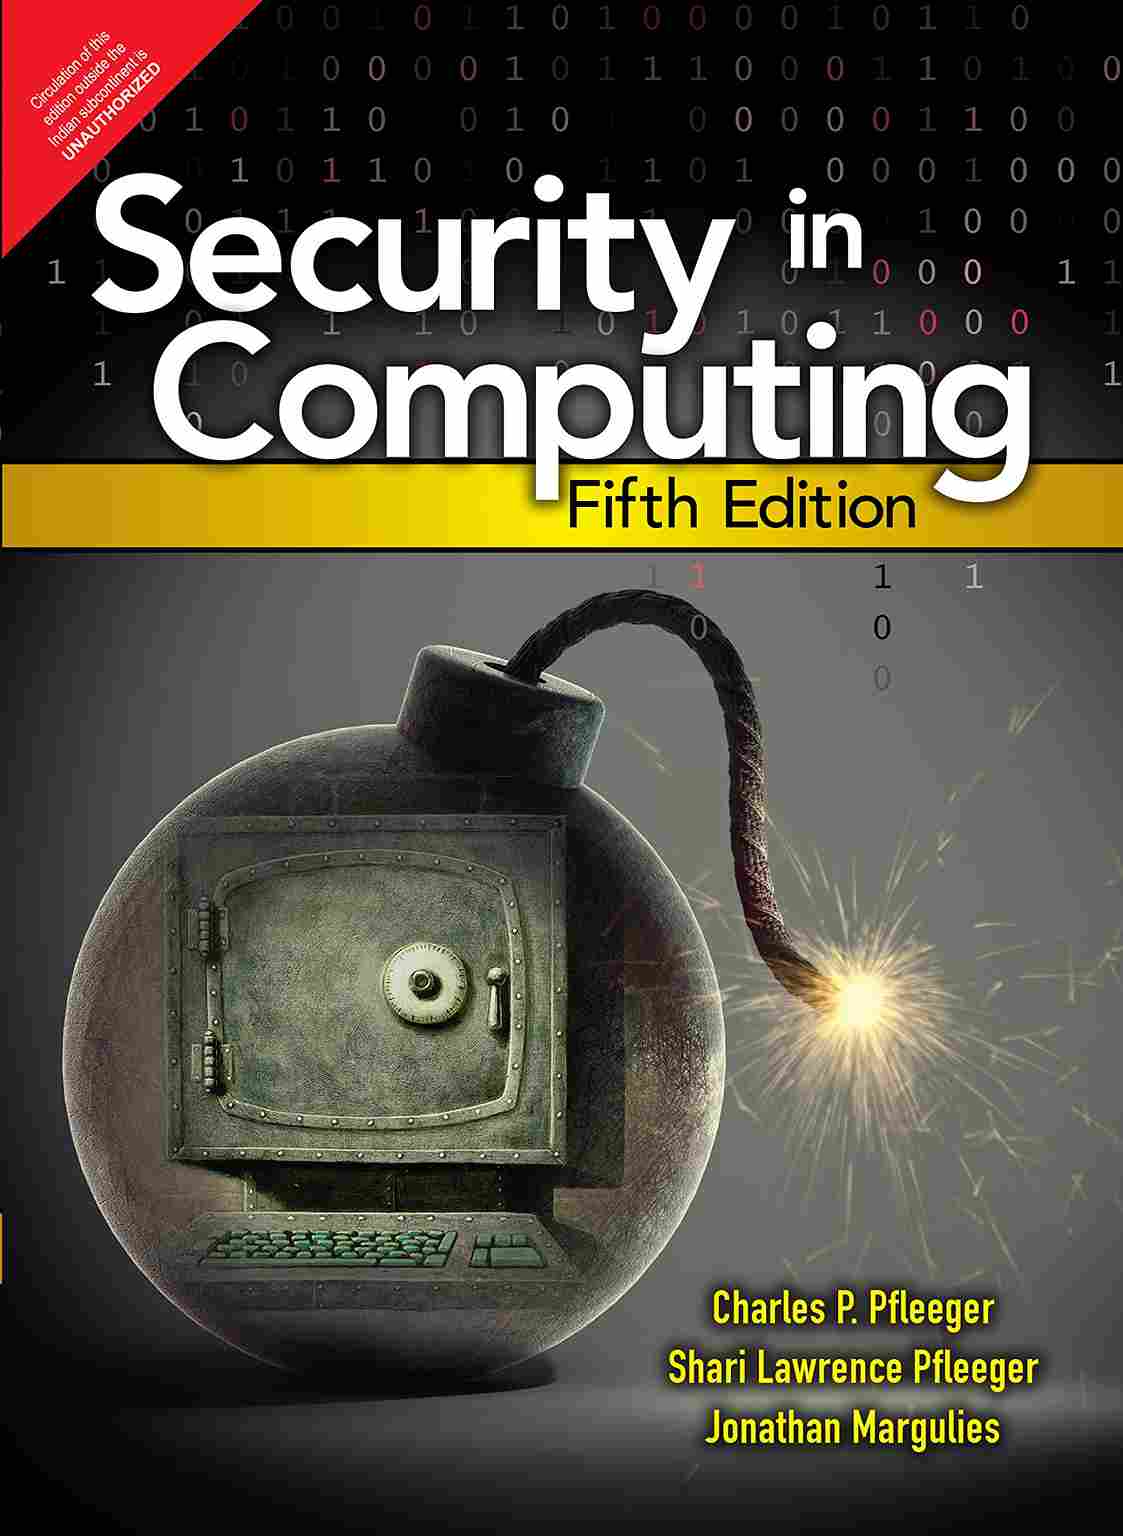 Circulation of this
edition outside the
Indian subcontinent is
UNAUTHORIZED
Security in
Computing
Fifth Edition
Charles P. Pfleeger
Shari Lawrence Pfleeger
Jonathan Margulies